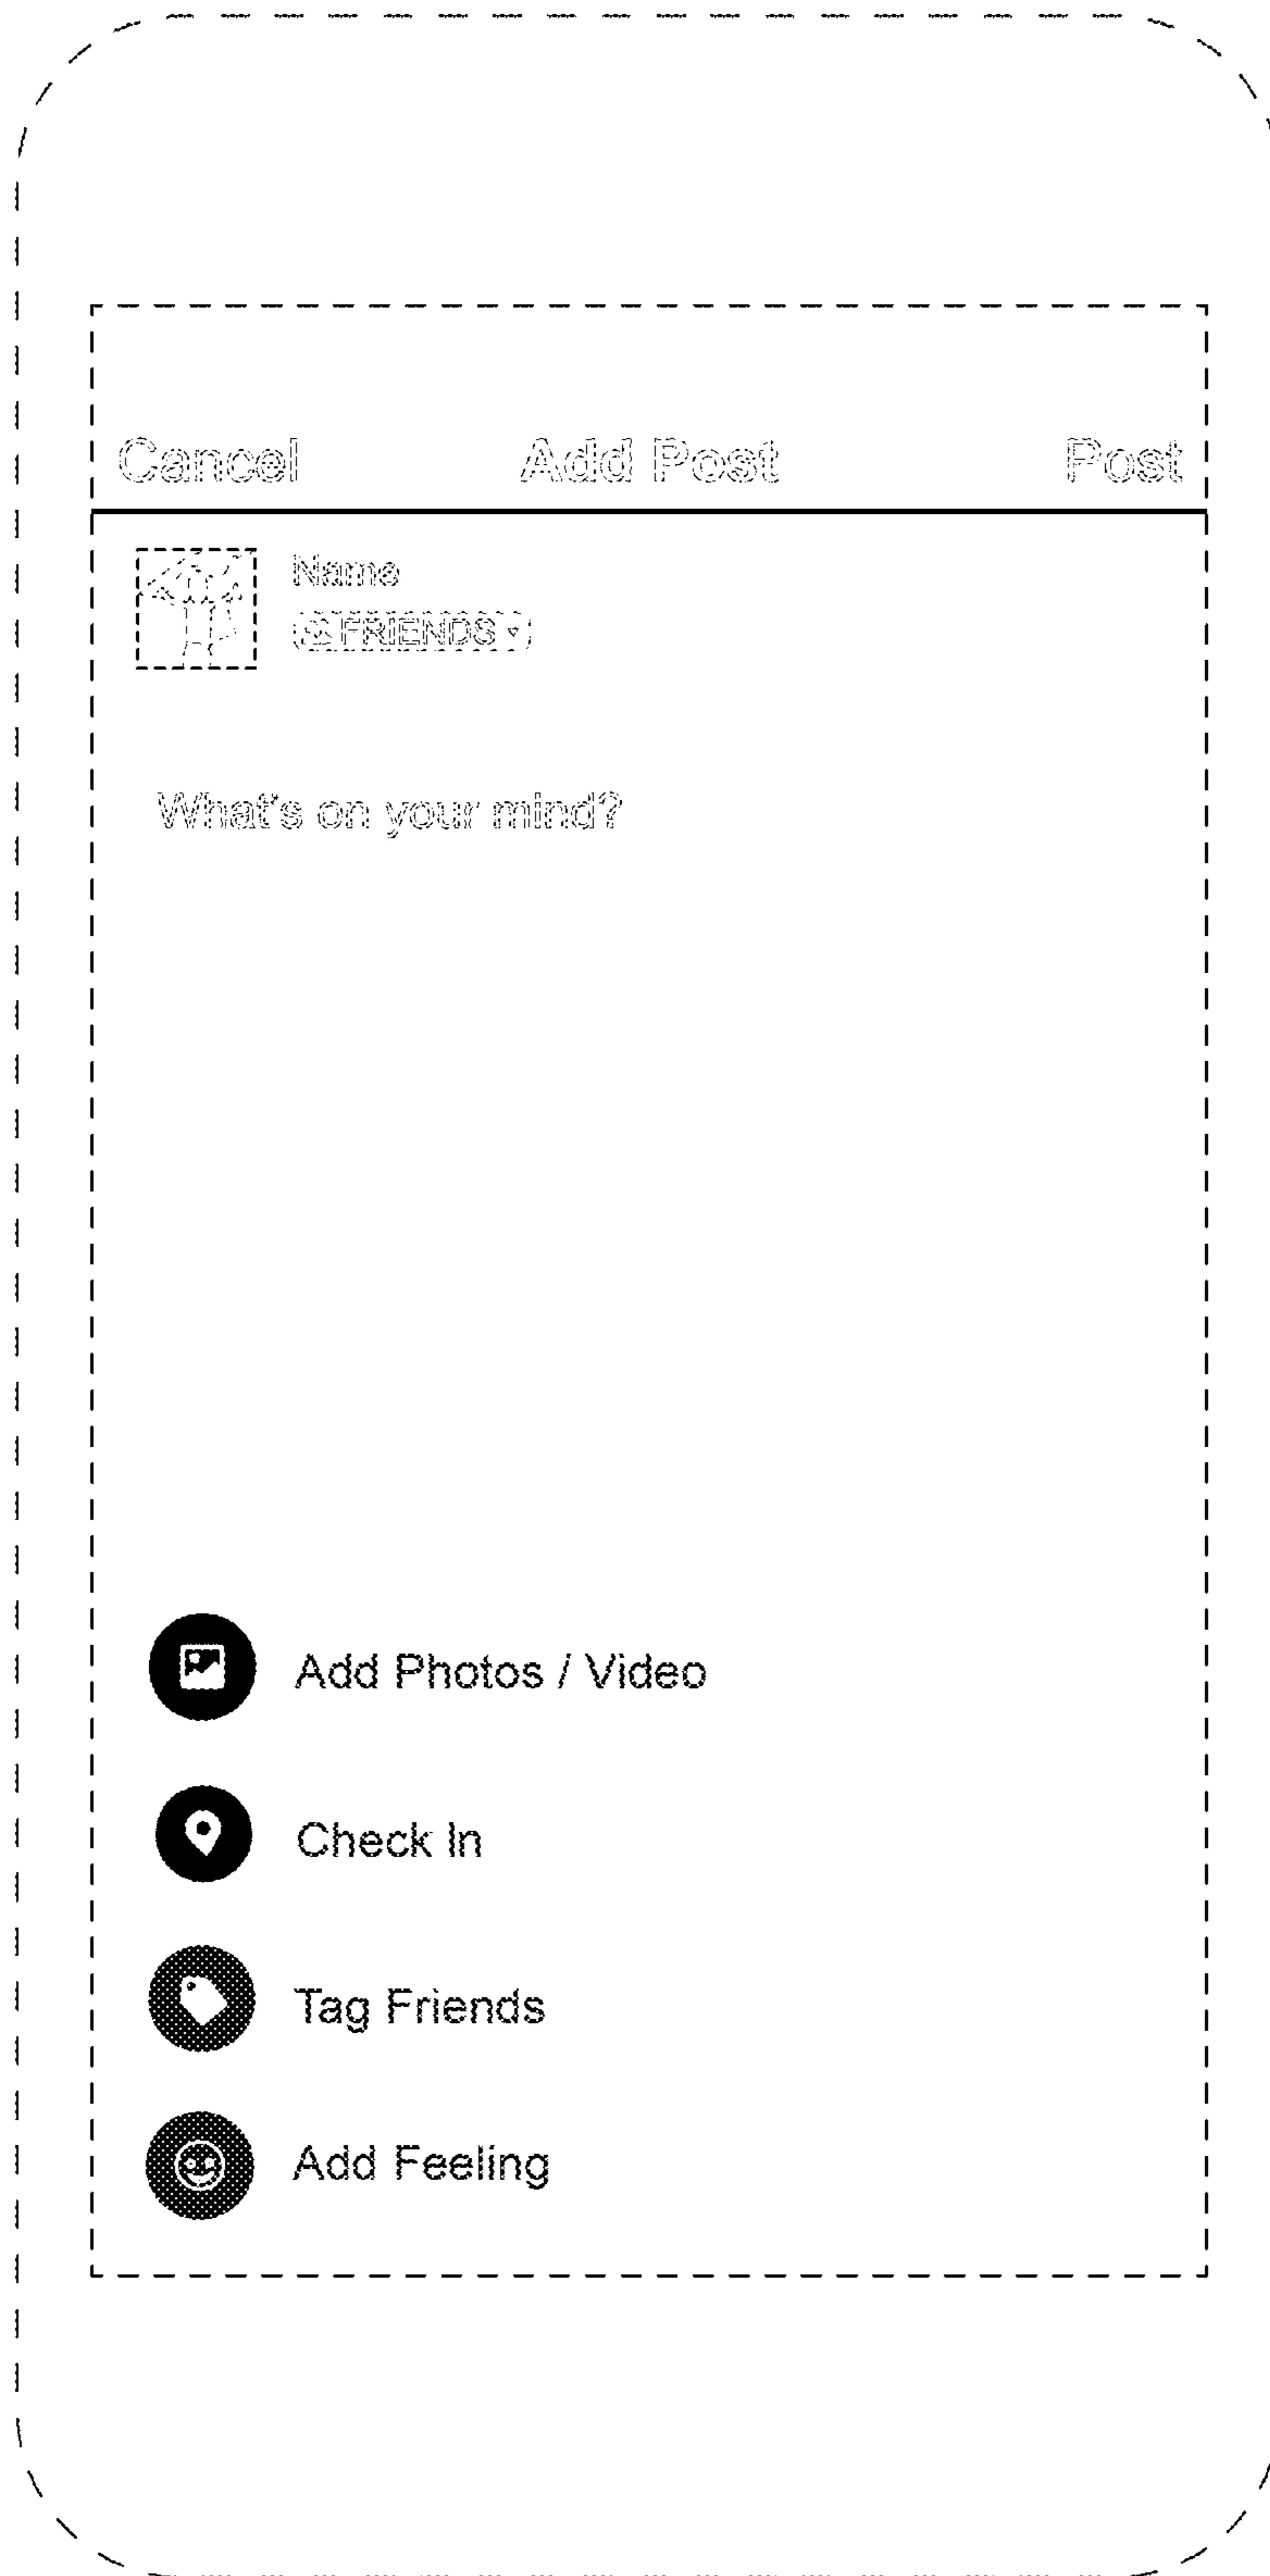 Cancel Add Post Post
Name
FRIENDS
What's on your mind?
Add Photos / Video
Check In
Tag Friends
Add Feeling